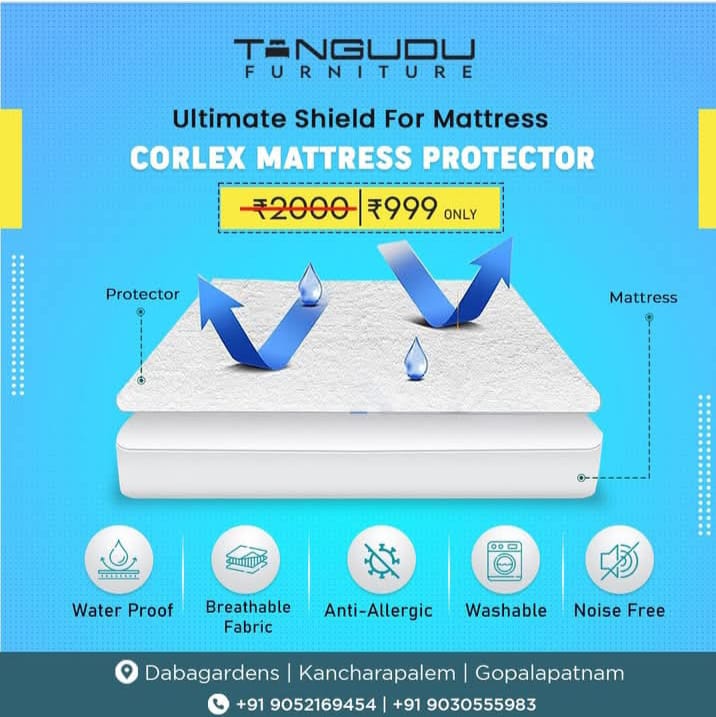 TANGUDU
FURNITURE
Ultimate Shield For Mattress
CORLEX MATTRESS PROTECTOR
₹2000 | ₹999 ONLY
Protector
Mattress
Water Proof
Breathable
Fabric
Anti-Allergic
Washable
Noise Free
Dabagardens | Kancharapalem | Gopalapatnam
+91 9052169454 | +91 9030555983